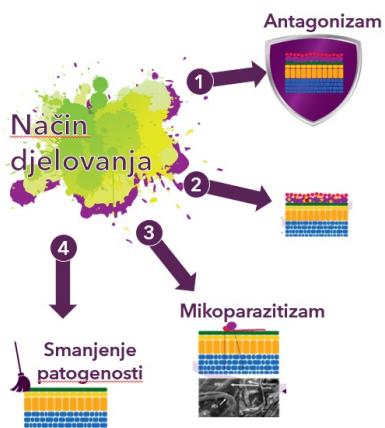 Antagonizam
1
Način
djelovanja
2
3
4
Mikoparazitizam
Smanjenje
patogenosti